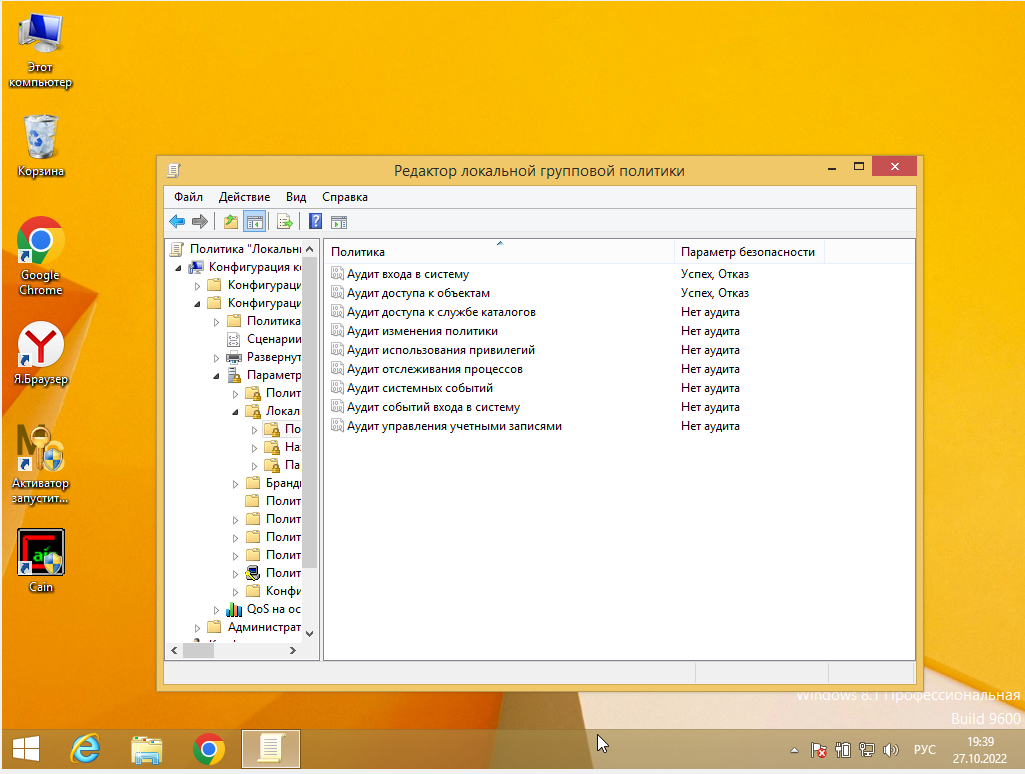 Этот
компьютер
Корзина
Google
Chrome
Я.Браузер
Активатор
запустит...
Cain
Редактор локальной групповой политики
Файл Действие Вид Справка
Политика "Локальн
Конфигурация ко
Конфигураци
Конфигураци
Политика
Сценарии
Развернут
Параметр
Полит
Локал
По
На
Па
Бранд
Полит
Полит
Полит
Полит
Полит
Конфи
QoS на ос
Администрат
Политика Параметр безопасности
Аудит входа в систему Успех, Отказ
Аудит доступа к объектам Успех, Отказ
Аудит доступа к службе каталогов Нет аудита
Аудит изменения политики Нет аудита
Аудит использования привилегий Нет аудита
Аудит отслеживания процессов Нет аудита
Аудит системных событий Нет аудита
Аудит событий входа в систему Нет аудита
Аудит управления учетными записями Нет аудита
Windows 8.1 Профессиональная
Build 9600
РУС
19:39
27.10.2022